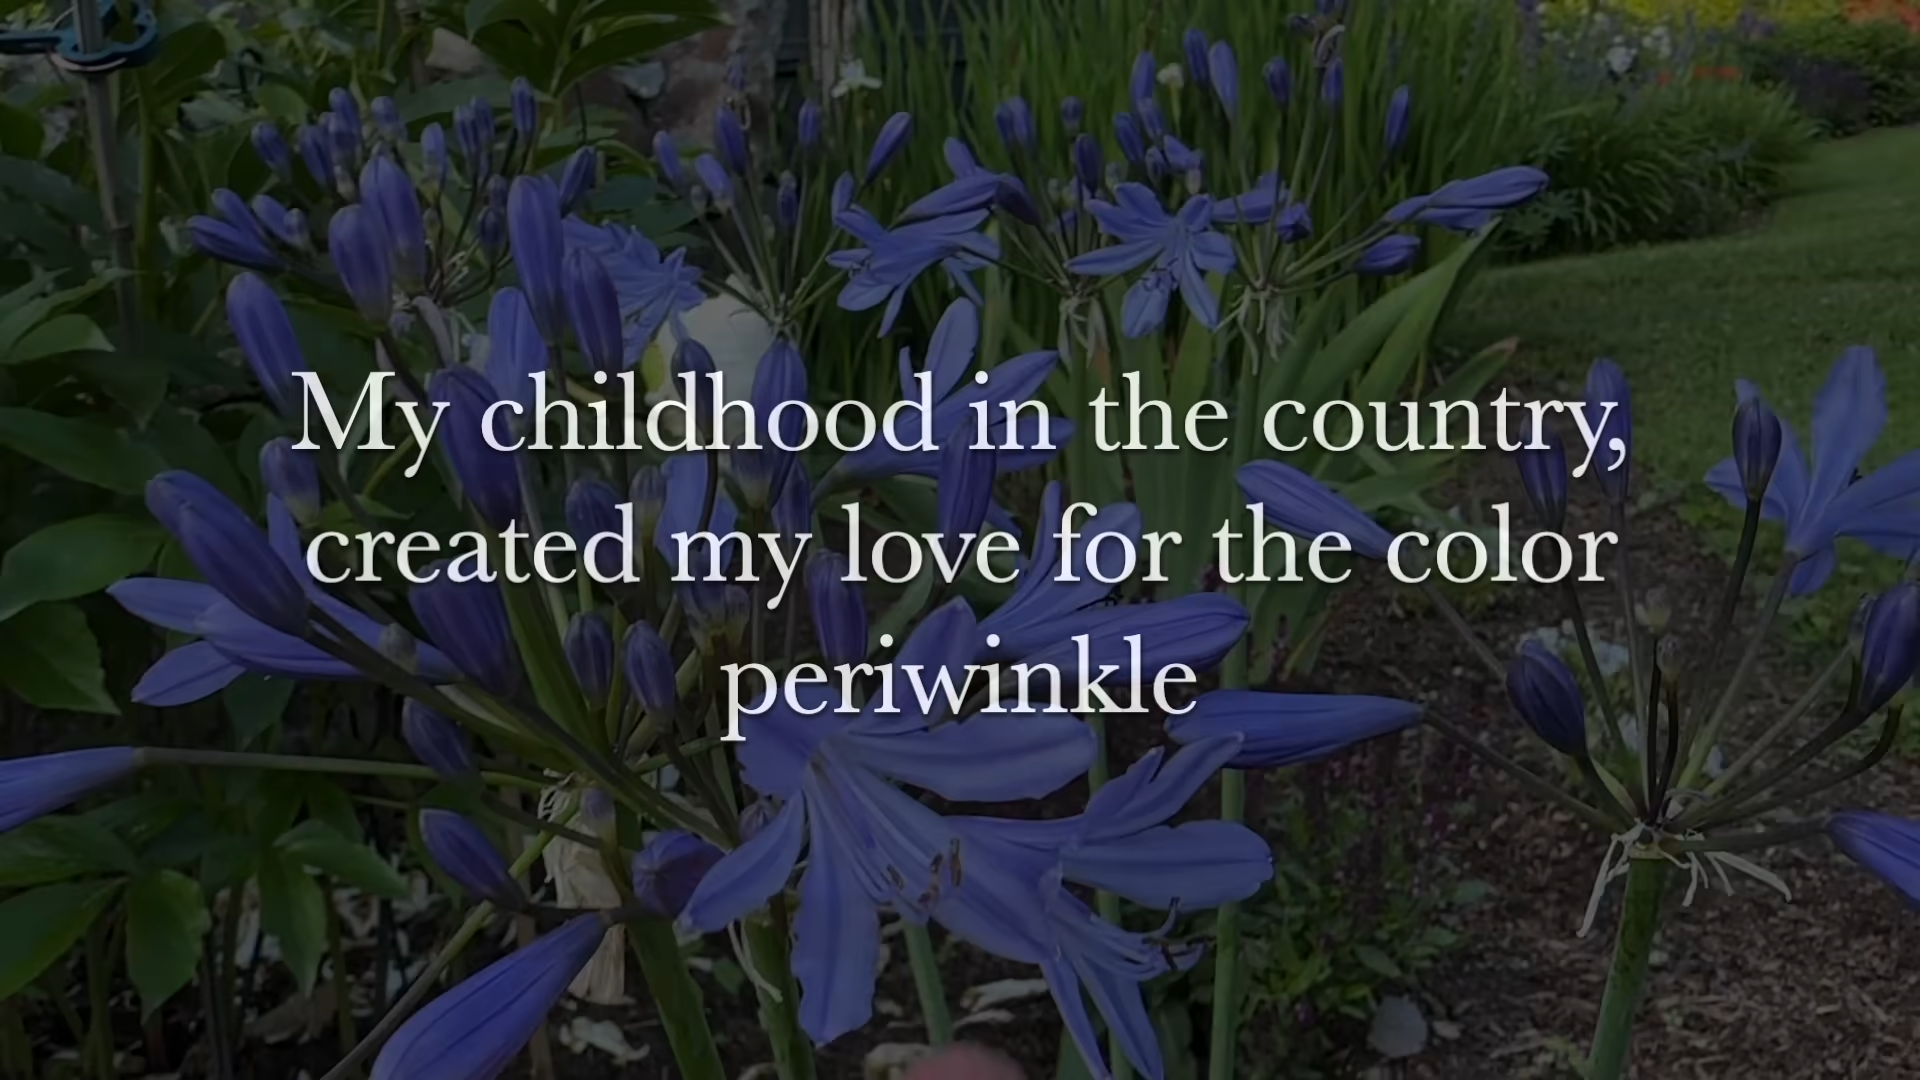 My childhood in the country,
created my love for the color
periwinkle